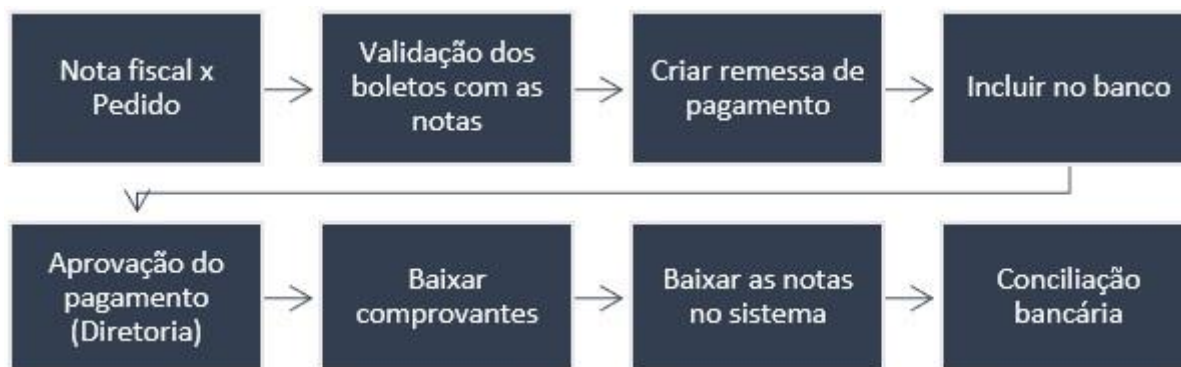 Nota fiscal x
Pedido
Validação dos
boletos com as
notas
Criar remessa de
pagamento
Incluir no banco
Aprovação do
pagamento
(Diretoria)
Baixar
comprovantes
Baixar as notas
no sistema
Conciliação
bancária